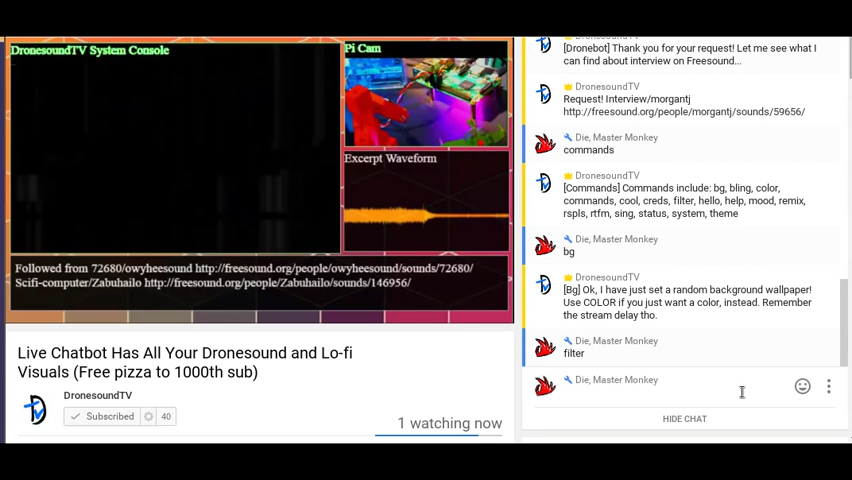 DronesoundTV System Console
Pi Cam
Excerpt Waveform
Followed from 72680/owyheesound http://freesound.org/people/owyheesound/sounds/72680/
Scifi-computer/Zabuhailo http://freesound.org/people/Zabuhailo/sounds/146956/
Live Chatbot Has All Your Dronesound and Lo-fi
Visuals (Free pizza to 1000th sub)
DronesoundTV
Subscribed 40
1 watching now
[Dronebot] Thank you for your request! Let me see what I
can find about interview on Freesound...
DronesoundTV
Request! Interview/morgantj
http://freesound.org/people/morgantj/sounds/59656/
Die, Master Monkey
commands
DronesoundTV
[Commands] Commands include: bg, bling, color,
commands, cool, creds, filter, hello, help, mood, remix,
rspls, rtfm, sing, status, system, theme
Die, Master Monkey
bg
DronesoundTV
[Bg] Ok, I have just set a random background wallpaper!
Use COLOR if you just want a color, instead. Remember
the stream delay tho.
Die, Master Monkey
filter
Die, Master Monkey
HIDE CHAT